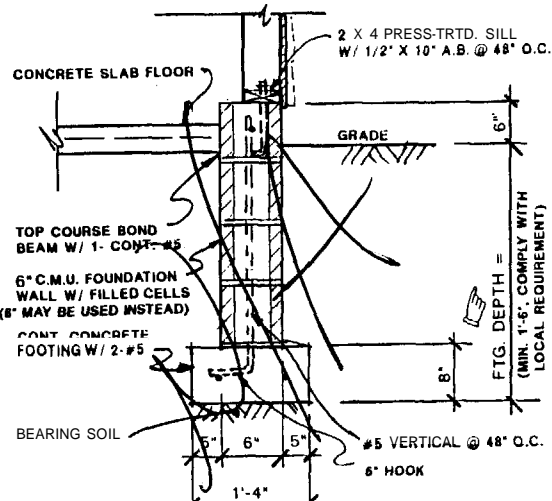 2 X 4 PRESS-TRTD. SILL
W/ 1/2" X 10" A.B. @ 48" O.C.
CONCRETE SLAB FLOOR
6"
GRADE
TOP COURSE BOND
BEAM W/ 1- CONT. #5
6" C.M.U. FOUNDATION
WALL W/ FILLED CELLS
(8" MAY BE USED INSTEAD)
CONT. CONCRETE
FOOTING W/ 2-#5
FTG. DEPTH =
(MIN. 1'-6", COMPLY WITH
LOCAL REQUIREMENT)
8"
BEARING SOIL
5" 6" 5"
#5 VERTICAL @ 48" O.C.
6" HOOK
1'-4"